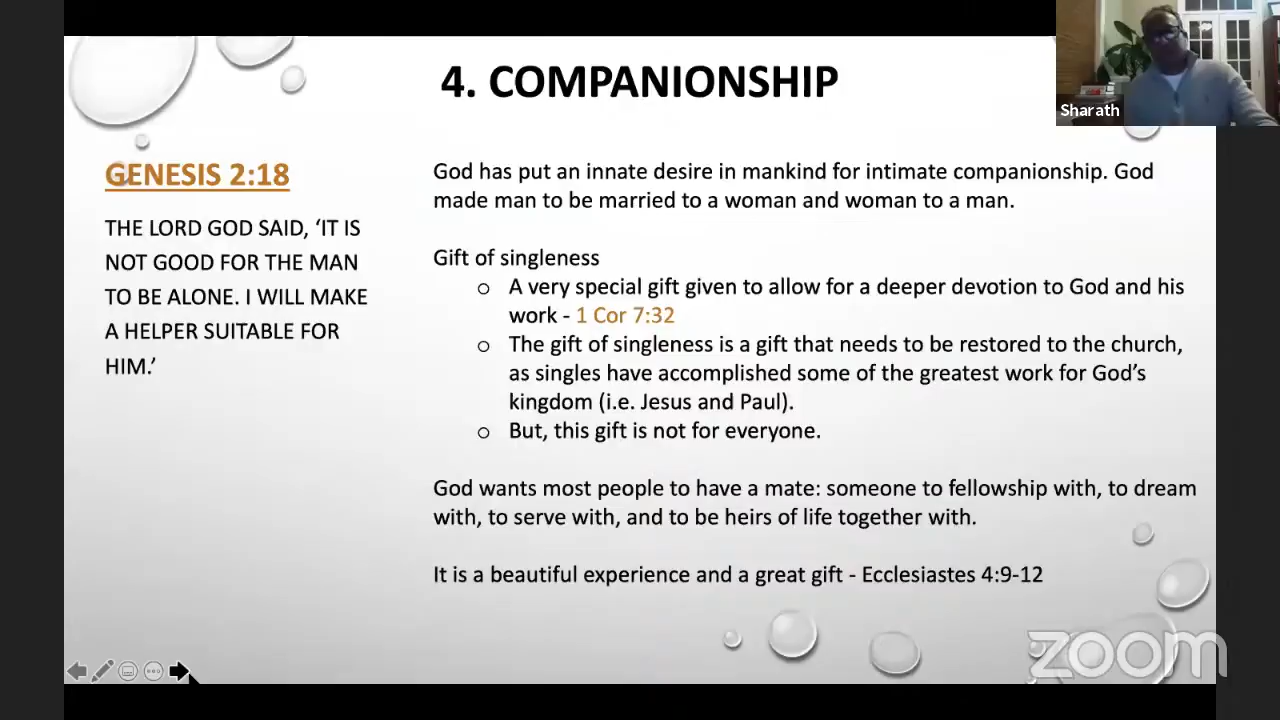 4. COMPANIONSHIP
Sharath
GENESIS 2:18
THE LORD GOD SAID, ‘IT IS
NOT GOOD FOR THE MAN
TO BE ALONE. I WILL MAKE
A HELPER SUITABLE FOR
HIM.’
God has put an innate desire in mankind for intimate companionship. God
made man to be married to a woman and woman to a man.
Gift of singleness
o A very special gift given to allow for a deeper devotion to God and his
work - 1 Cor 7:32
o The gift of singleness is a gift that needs to be restored to the church,
as singles have accomplished some of the greatest work for God’s
kingdom (i.e. Jesus and Paul).
o But, this gift is not for everyone.
God wants most people to have a mate: someone to fellowship with, to dream
with, to serve with, and to be heirs of life together with.
It is a beautiful experience and a great gift - Ecclesiastes 4:9-12
zoom